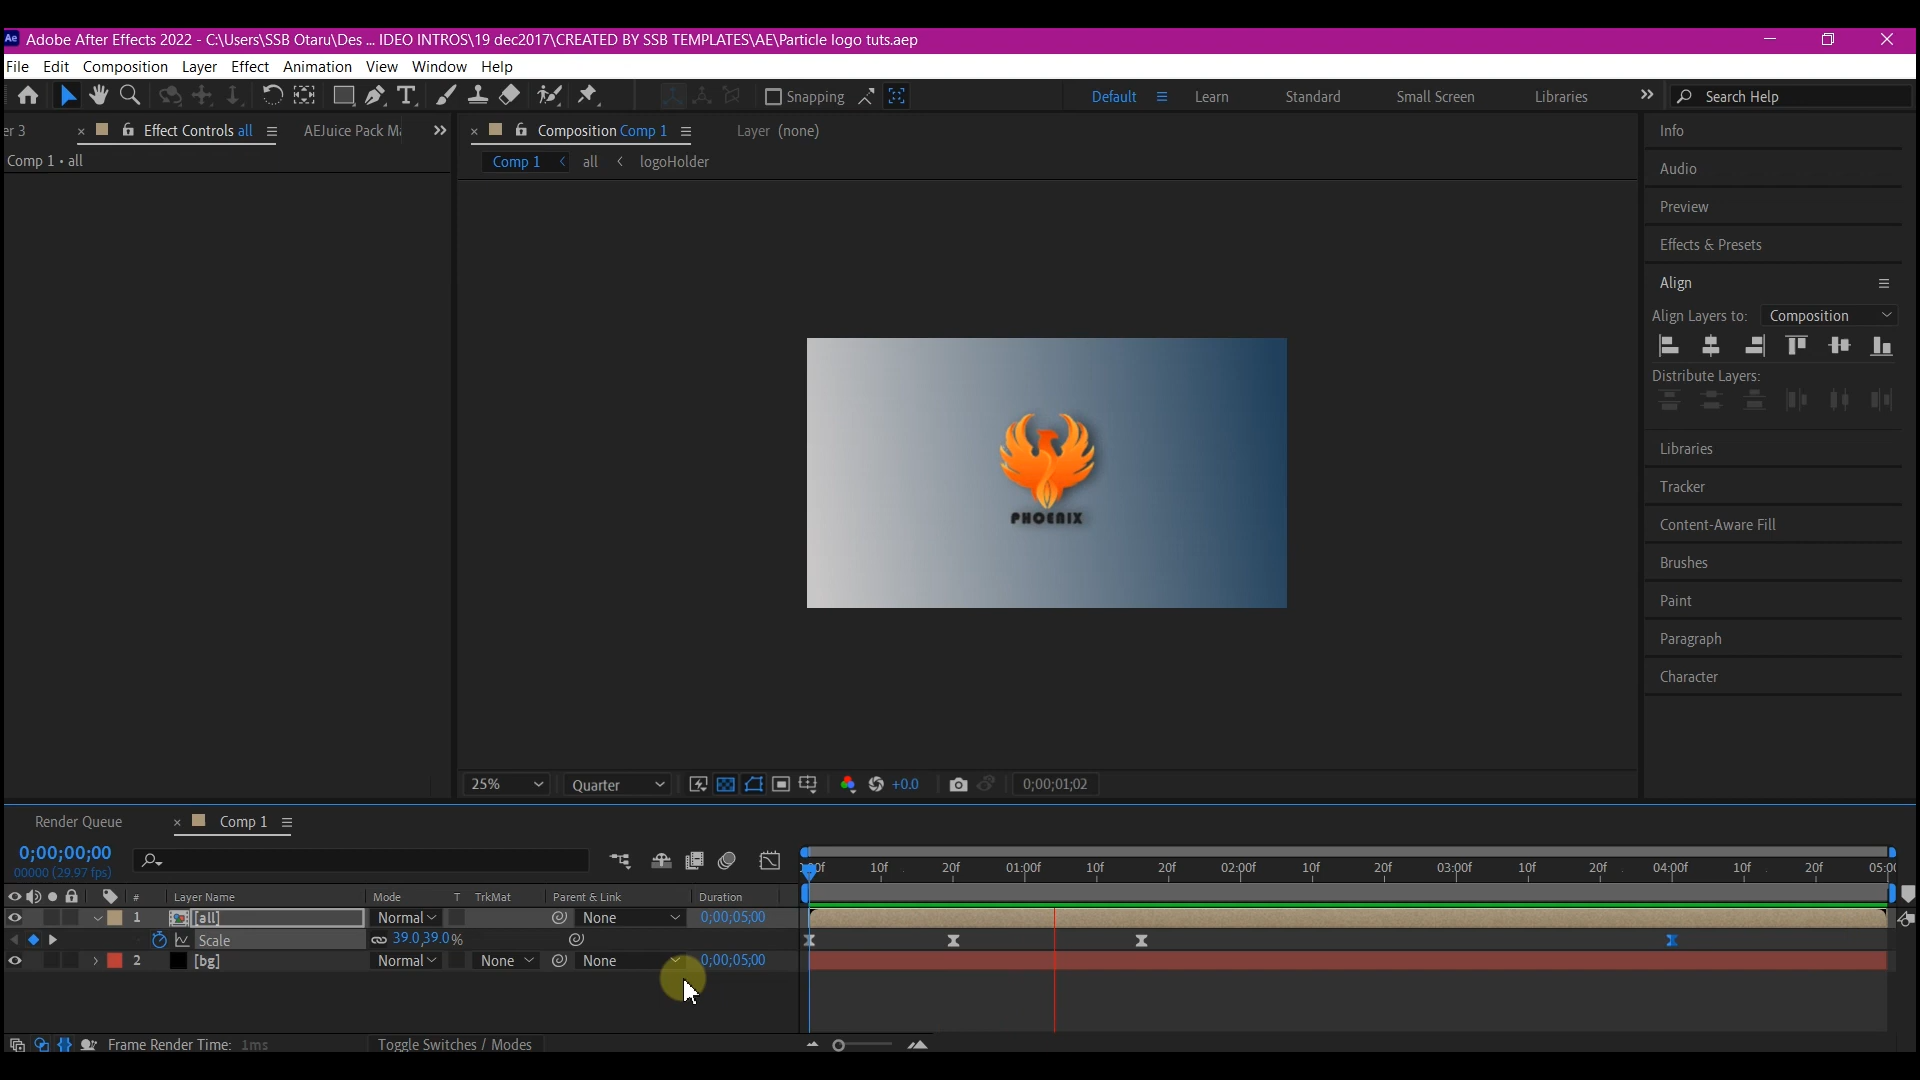 Ae Adobe After Effects 2022 - C:\Users\SSB Otaru\Des ... IDEO INTROS\19 dec2017\CREATED BY SSB TEMPLATES\AE\Particle logo tuts.aep
File Edit Composition Layer Effect Animation View Window Help
Snapping Default Learn Standard Small Screen Libraries Search Help
er 3 Effect Controls all AEJuice Pack Ma Composition Comp 1 Layer (none) Info
Comp 1 • all Comp 1 all logoHolder
Audio
Preview
Effects & Presets
Align
Align Layers to: Composition
Distribute Layers:
Libraries
Tracker
Content-Aware Fill
Brushes
Paint
Paragraph
Character
PHOENIX
25% Quarter +0.0 0;00;01;02
Render Queue Comp 1
0;00;00;00
00000 (29.97 fps)
:00f 10f 20f 01:00f 10f 20f 02:00f 10f 20f 03:00f 10f 20f 04:00f 10f 20f 05:00
# Layer Name Mode T TrkMat Parent & Link Duration
1 [all] Normal None 0;00;05;00
Scale 39.0,39.0%
2 [bg] Normal None None 0;00;05;00
Frame Render Time: 1ms Toggle Switches / Modes